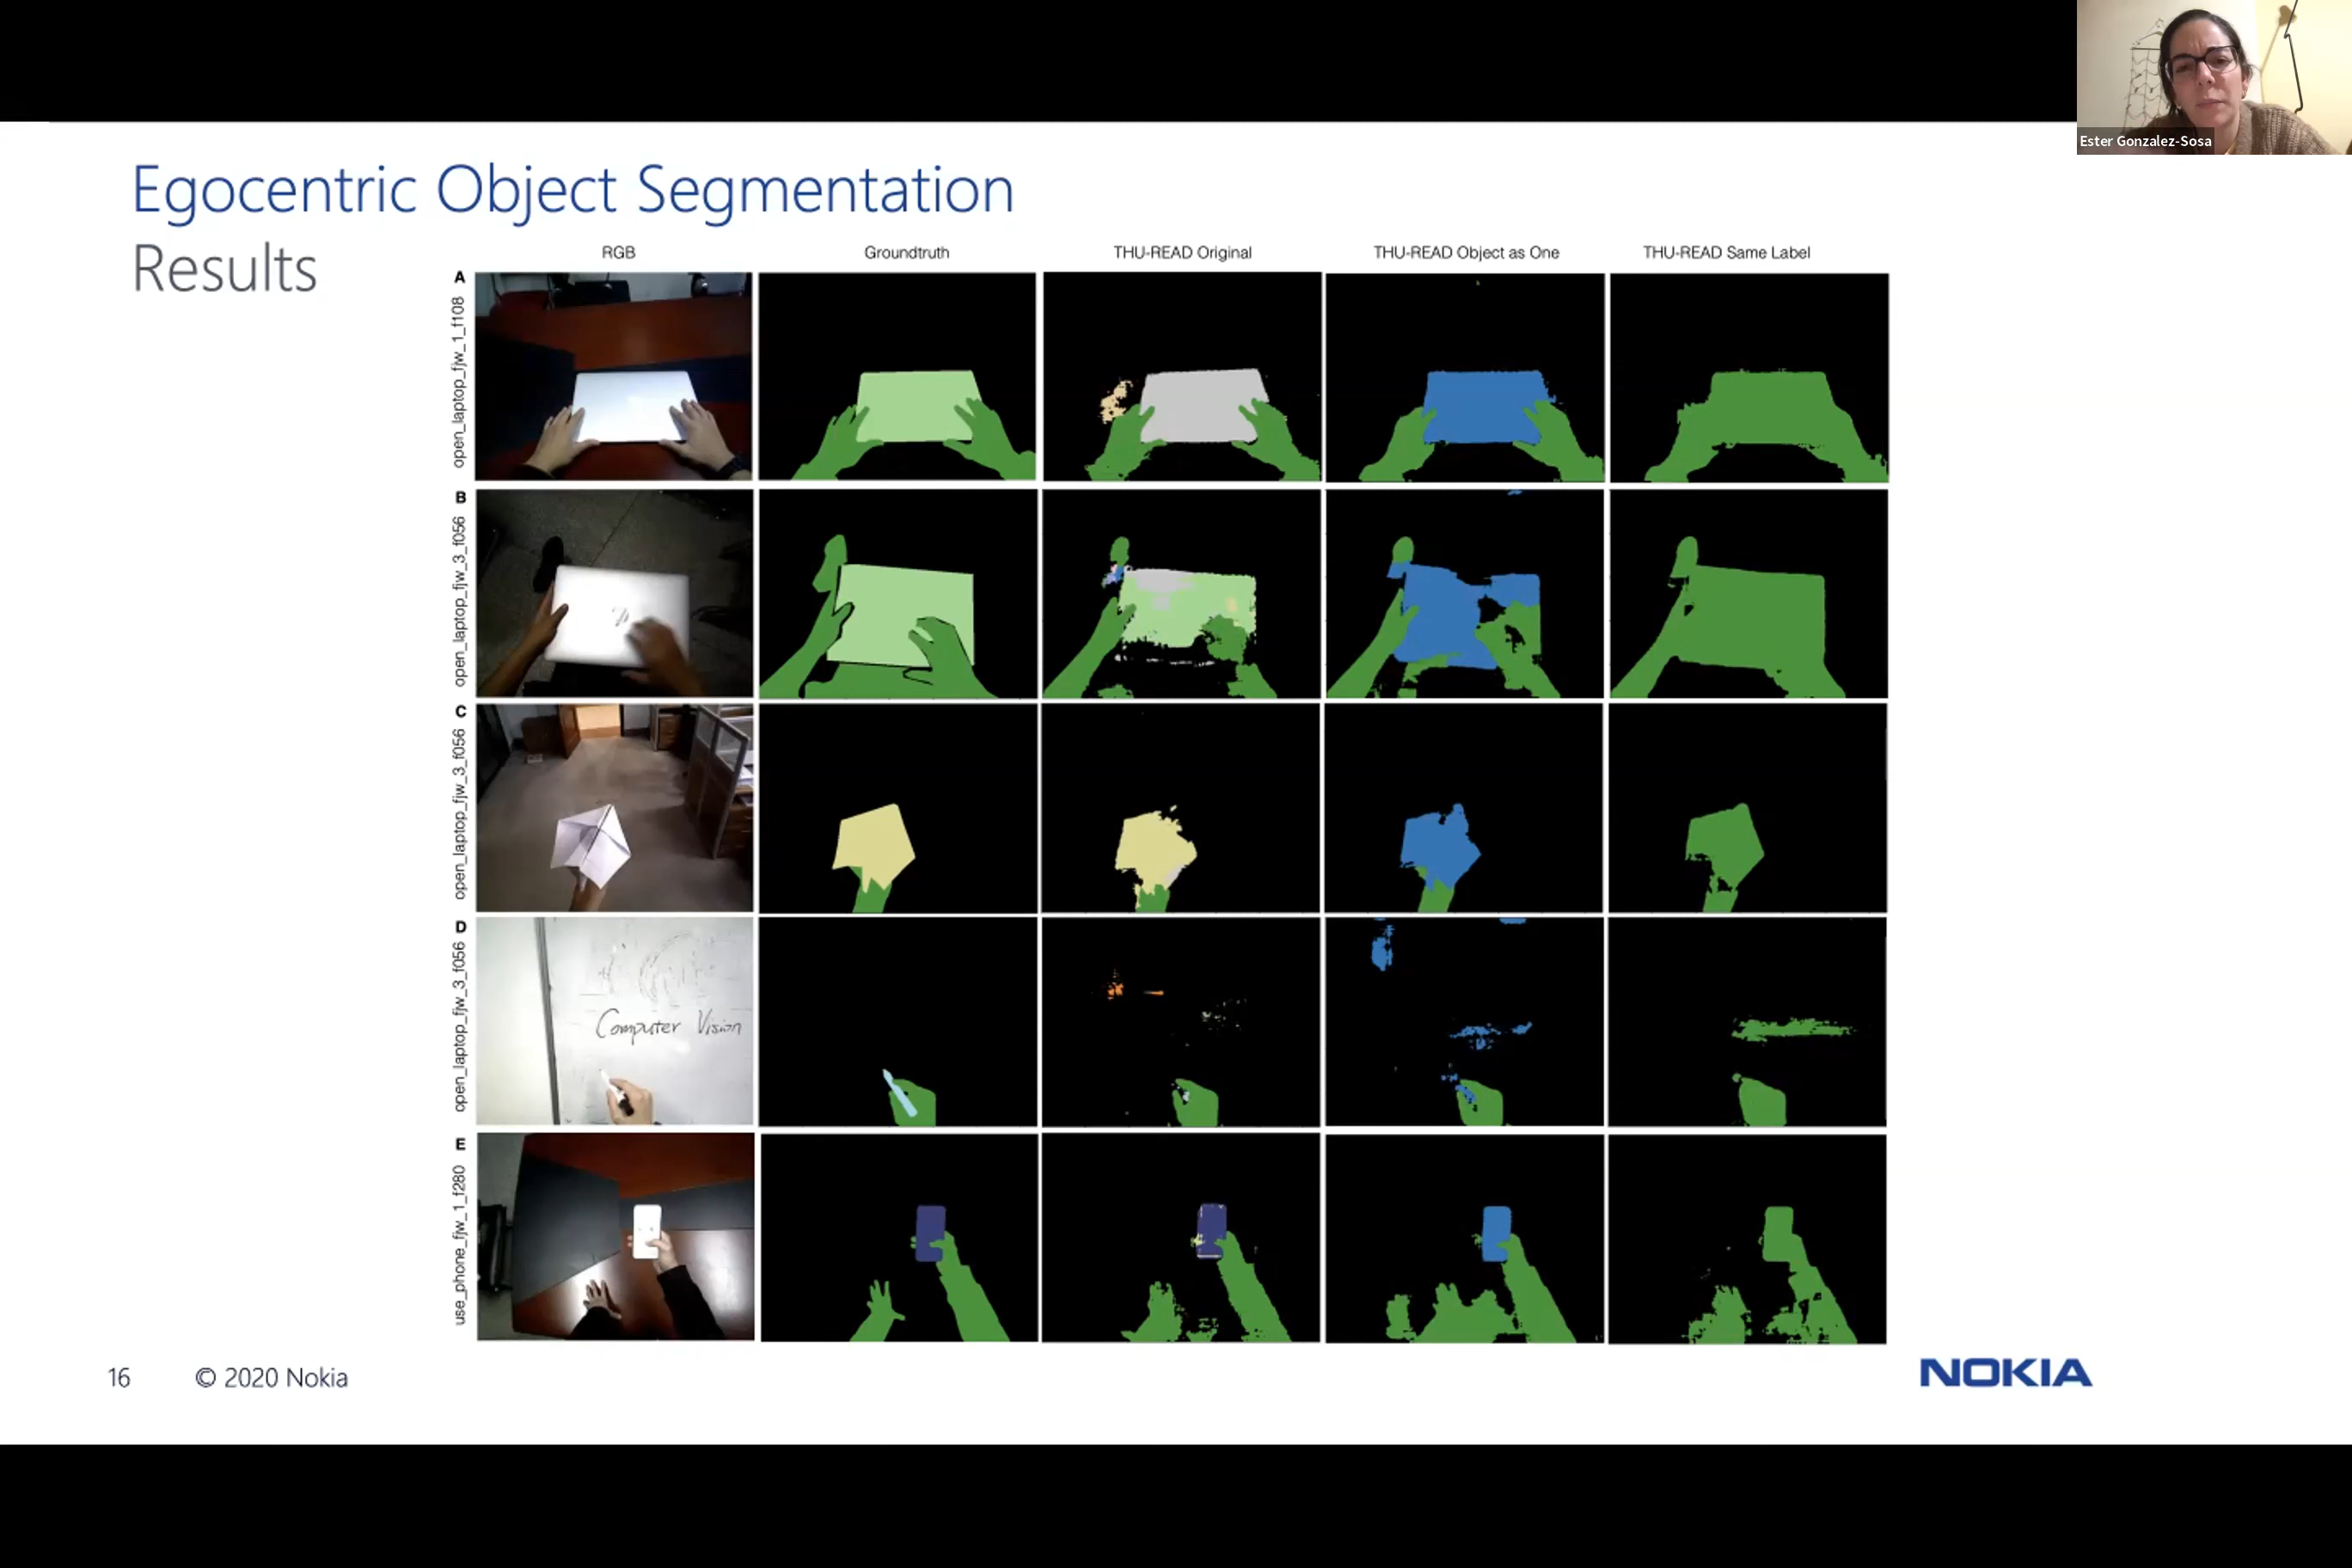 Ester Gonzalez-Sosa
Egocentric Object Segmentation
Results
RGB
Groundtruth
THU-READ Original
THU-READ Object as One
THU-READ Same Label
A
open_laptop_fjw_1_f108
B
open_laptop_fjw_3_f056
C
open_laptop_fjw_3_f056
D
open_laptop_fjw_3_f056
Computer Vision
E
use_phone_fjw_1_f280
16
© 2020 Nokia
NOKIA